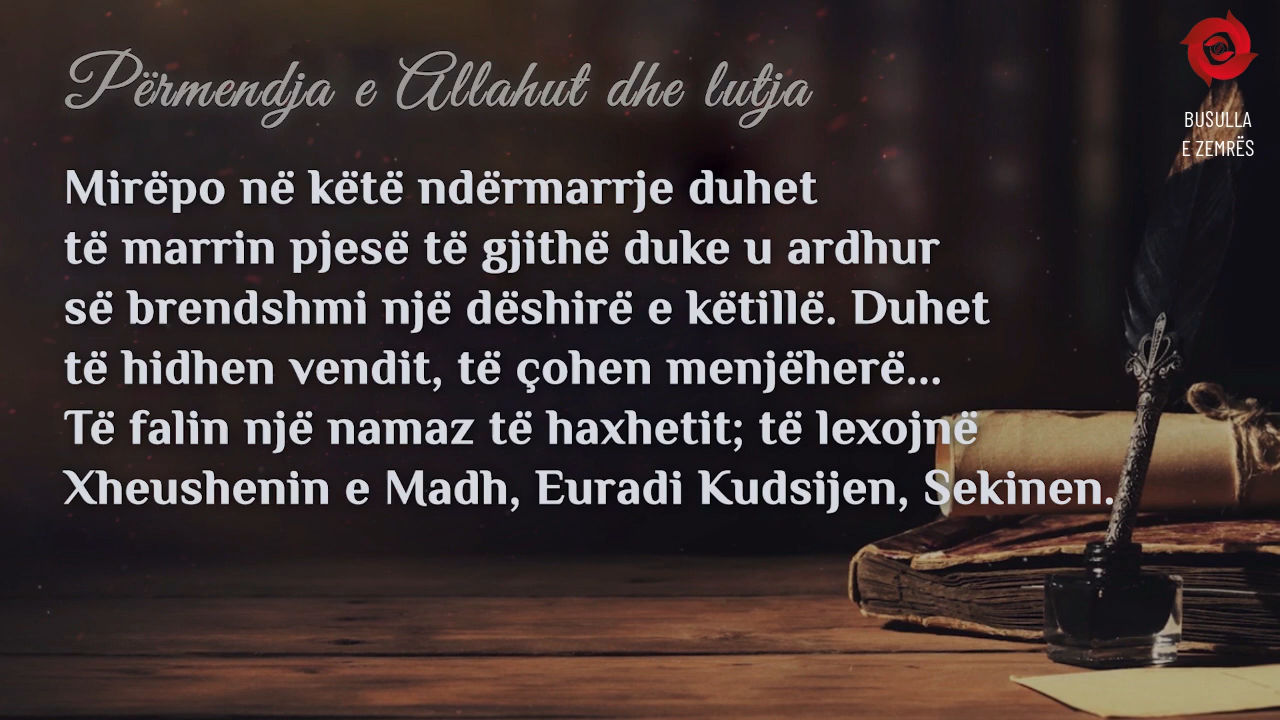 Përmendja e Allahut dhe lutja
BUSULLA
E ZEMRËS
Mirëpo në këtë ndërmarrje duhet
të marrin pjesë të gjithë duke u ardhur
së brendshmi një dëshirë e këtillë. Duhet
të hidhen vendit, të çohen menjëherë...
Të falin një namaz të haxhetit; të lexojnë
Xheushenin e Madh, Euradi Kudsijen, Sekinen.